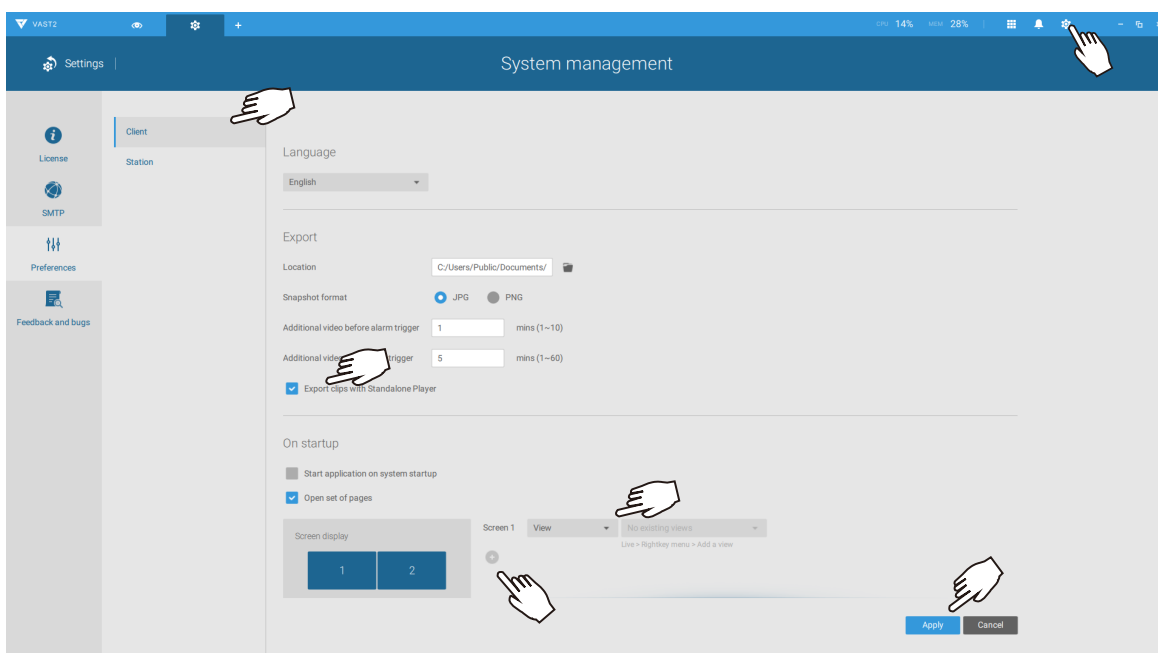 VAST2
CPU 14% MEM 28%
Settings
System management
License
SMTP
Preferences
Feedback and bugs
Client
Station
Language
English
Export
Location C:/Users/Public/Documents/
Snapshot format JPG PNG
Additional video before alarm trigger 1 mins (1~10)
Additional vide trigger 5 mins (1~60)
Export clips with Standalone Player
On startup
Start application on system startup
Open set of pages
Screen display
1 2
Screen 1 View No existing views
Live > Rightkey menu > Add a view
Apply Cancel